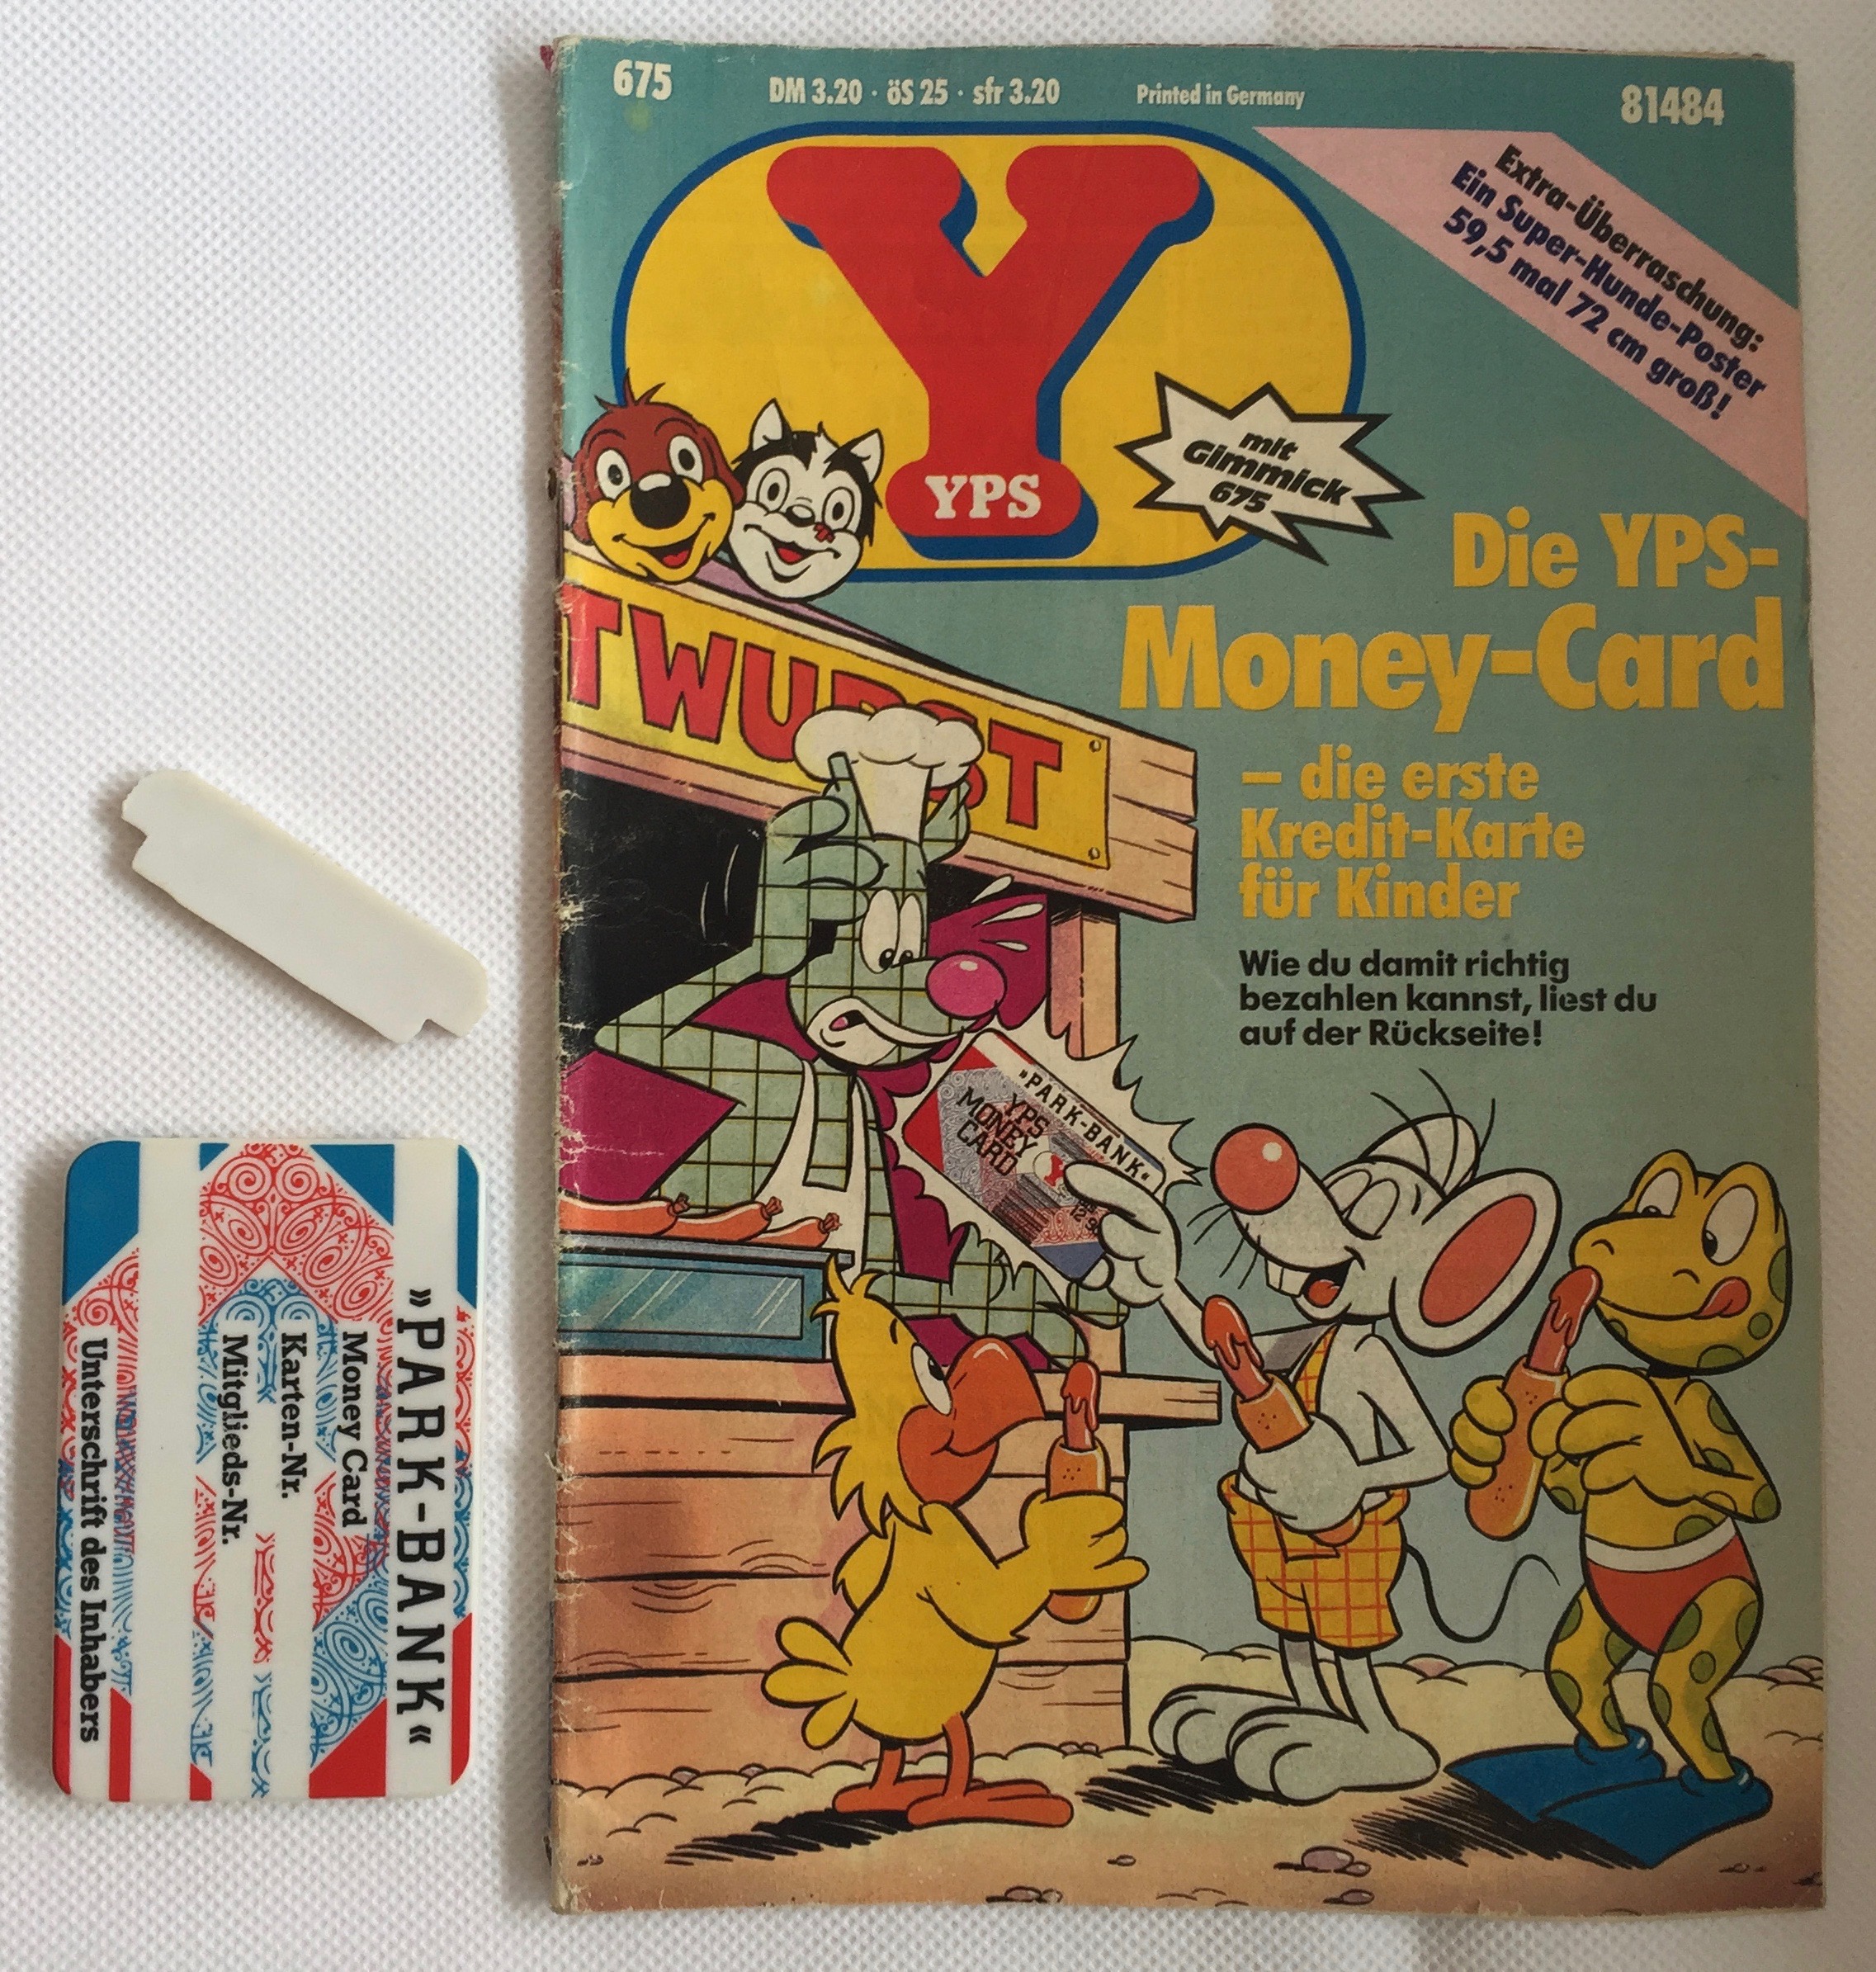 675
DM 3.20 · öS 25 · sfr 3.20
Printed in Germany
81484
Extra-Überraschung:
Ein Super-Hunde-Poster
59,5 mal 72 cm groß!
Y
YPS
mit
Gimmick
675
Die YPS-
Money-Card
– die erste
Kredit-Karte
für Kinder
Wie du damit richtig
bezahlen kannst, liest du
auf der Rückseite!
TWURST
»PARK-BANK«
YPS
MONEY
CARD
»PARK-BANK«
Money Card
Karten-Nr.
Mitglieds-Nr.
Unterschrift des Inhabers